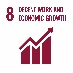 8 DECENT WORK AND
ECONOMIC GROWTH